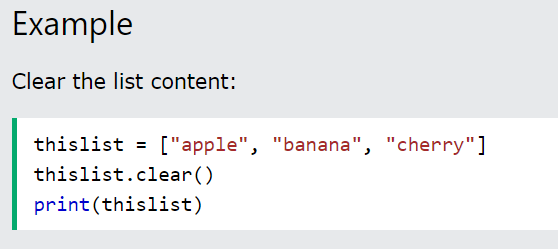 Example
Clear the list content:
thislist = ["apple", "banana", "cherry"]
thislist.clear()
print(thislist)